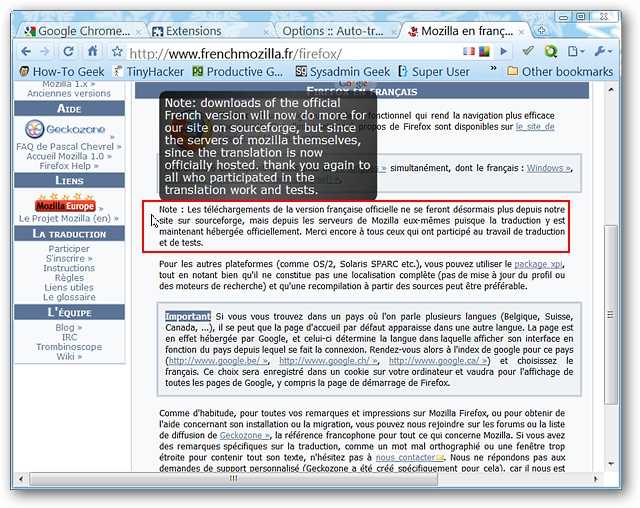 Google Chrome...
Extensions
Options :: Auto-tr...
Mozilla en franç...
http://www.frenchmozilla.fr/firefox/
How-To Geek
TinyHacker
Productive G...
Sysadmin Geek
Super User
»
Other bookmarks
Mozilla 1.x »
Anciennes versions
AIDE
Geckozone »
FAQ de Pascal Chevrel »
Accueil Mozilla 1.0 »
Firefox Help »
LIENS
Mozilla Europe »
Le Projet Mozilla (en) »
LA TRADUCTION
Participer
S'inscrire »
Instructions
Règles
Liens utiles
Le glossaire
L'ÉQUIPE
Blog »
IRC
Trombinoscope
Wiki »
FIREFOX EN FRANÇAIS
Note: downloads of the official
French version will now do more for
our site on sourceforge, but since
the servers of mozilla themselves,
since the translation is now
officially hosted. thenk you again to
all who participated in the
translation work and tests.
fonctionnel qui rend la navigation plus efficace
propos de Firefox sont disponibles sur le site de
» simultanément, dont le français : Windows »,
Note : Les téléchargements de la version française officielle ne se feront désormais plus depuis notre
site sur sourceforge, mais depuis les serveurs de Mozilla eux-mêmes puisque la traduction y est
maintenant hébergée officiellement. Merci encore à tous ceux qui ont participé au travail de traduction
et de tests.
Pour les autres plateformes (comme OS/2, Solaris SPARC etc.), vous pouvez utiliser le package xpi,
tout en notant bien qu'il ne constitue pas une localisation complète (pas de mise à jour du profil ou
des moteurs de recherche) et qu'une recompilation à partir des sources peut être préférable.
Important Si vous vous trouvez dans un pays où l'on parle plusieurs langues (Belgique, Suisse,
Canada, ...), il se peut que la page d'accueil par défaut apparaisse dans une autre langue. La page est
en effet hébergée par Google, et celui-ci détermine la langue dans laquelle afficher son interface en
fonction du pays depuis lequel se fait la connexion. Rendez-vous alors à l'index de google pour ce pays
(http://www.google.be/ », http://www.google.ch/ », http://www.google.ca/ ») et choisissez le
français. Ce choix sera enregistré dans un cookie sur votre ordinateur et vaudra pour l'affichage de
toutes les pages de Google, y compris la page de démarrage de Firefox.
Comme d'habitude, pour toutes vos remarques et impressions sur Mozilla Firefox, ou pour obtenir de
l'aide concernant son installation ou la migration, vous pouvez nous rejoindre sur les forums ou la liste
de diffusion de Geckozone », la référence francophone pour tout ce qui concerne Mozilla. Si vous avez
des remarques spécifiques sur la traduction, comme un mot mal orthographié ou une fenêtre trop
étroite pour contenir tout son texte, n'hésitez pas à nous contacter. Nous ne répondons pas aux
demandes de support personnalisé (Geckozone a été créé spécifiquement pour cela), car il nous est